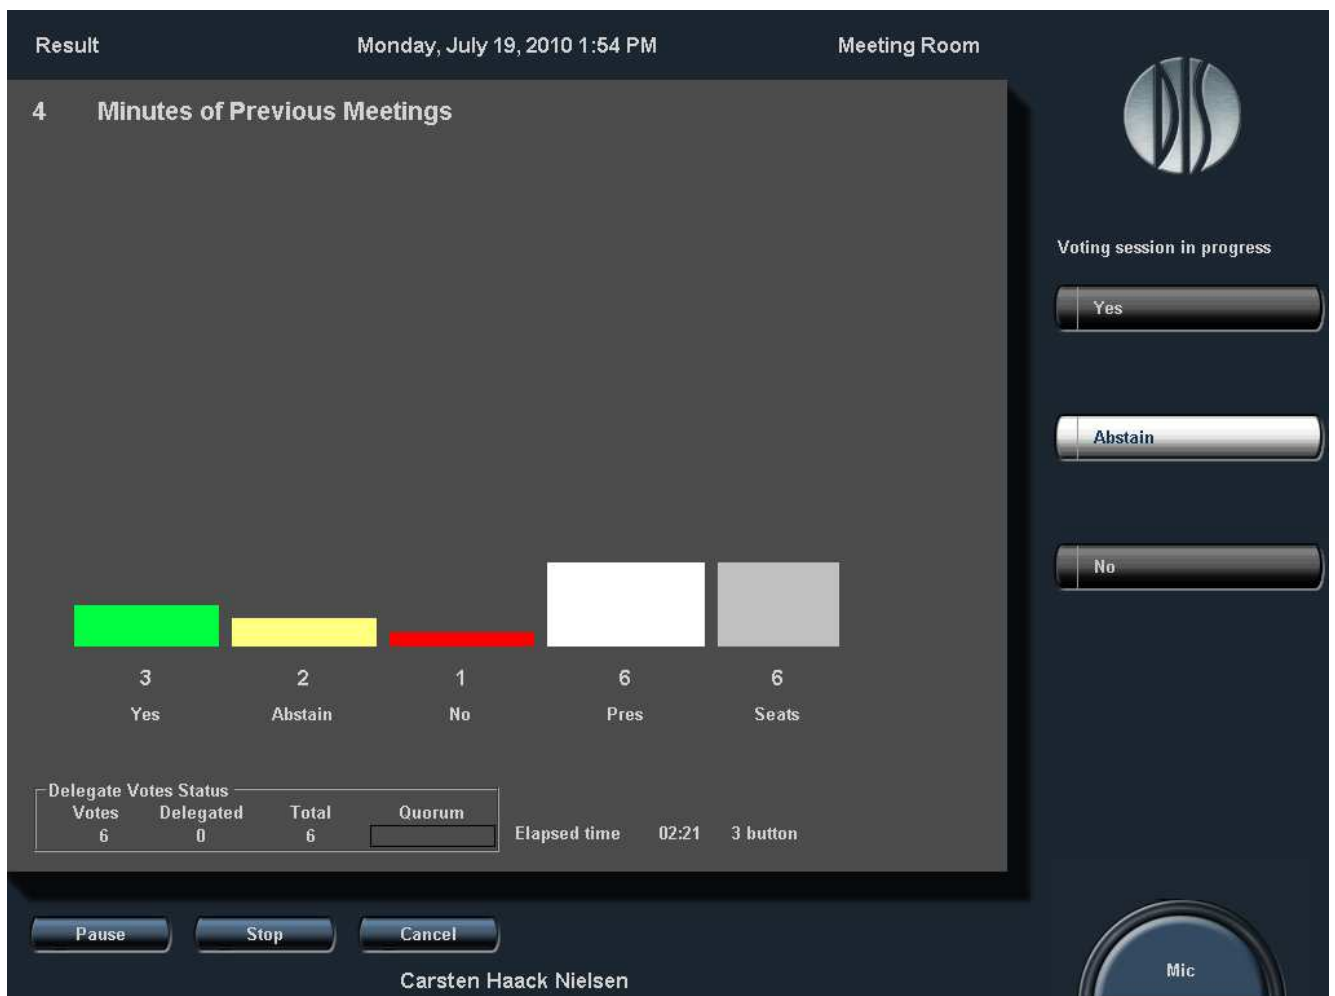 Result Monday, July 19, 2010 1:54 PM Meeting Room
4 Minutes of Previous Meetings
DIS
Voting session in progress
Yes
Abstain
No
3 2 1 6 6
Yes Abstain No Pres Seats
Delegate Votes Status
Votes Delegated Total Quorum
6 0 6
Elapsed time 02:21 3 button
Pause Stop Cancel
Carsten Haack Nielsen
Mic